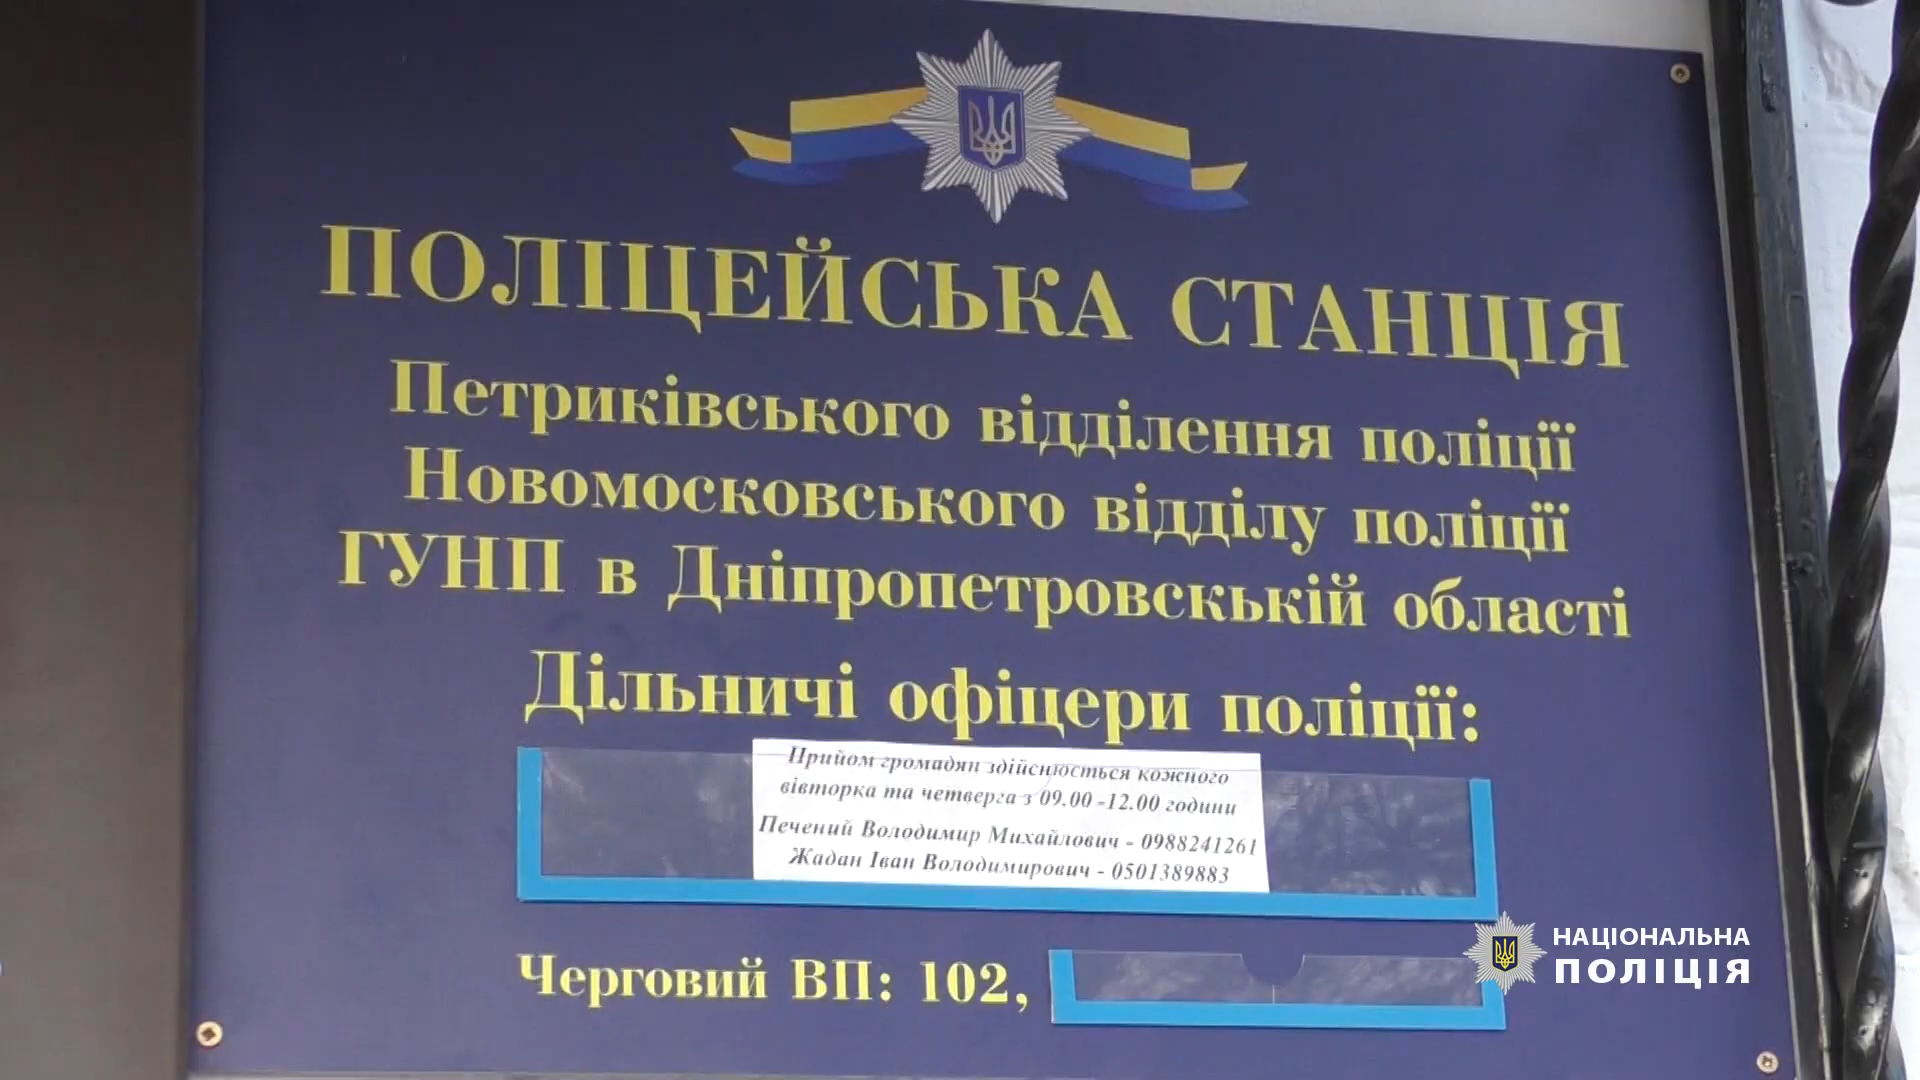 ПОЛІЦЕЙСЬКА СТАНЦІЯ
Петриківського відділення поліції
Новомосковського відділу поліції
ГУНП в Дніпропетровскькій області
Дільничі офіцери поліції:
Прийом громадян здійснюється кожного
вівторка та четверга з 09.00 -12.00 години
Печений Володимир Михайлович - 0988241261
Жадан Іван Володимирович - 0501389883
Черговий ВП: 102,
НАЦІОНАЛЬНА
ПОЛІЦІЯ